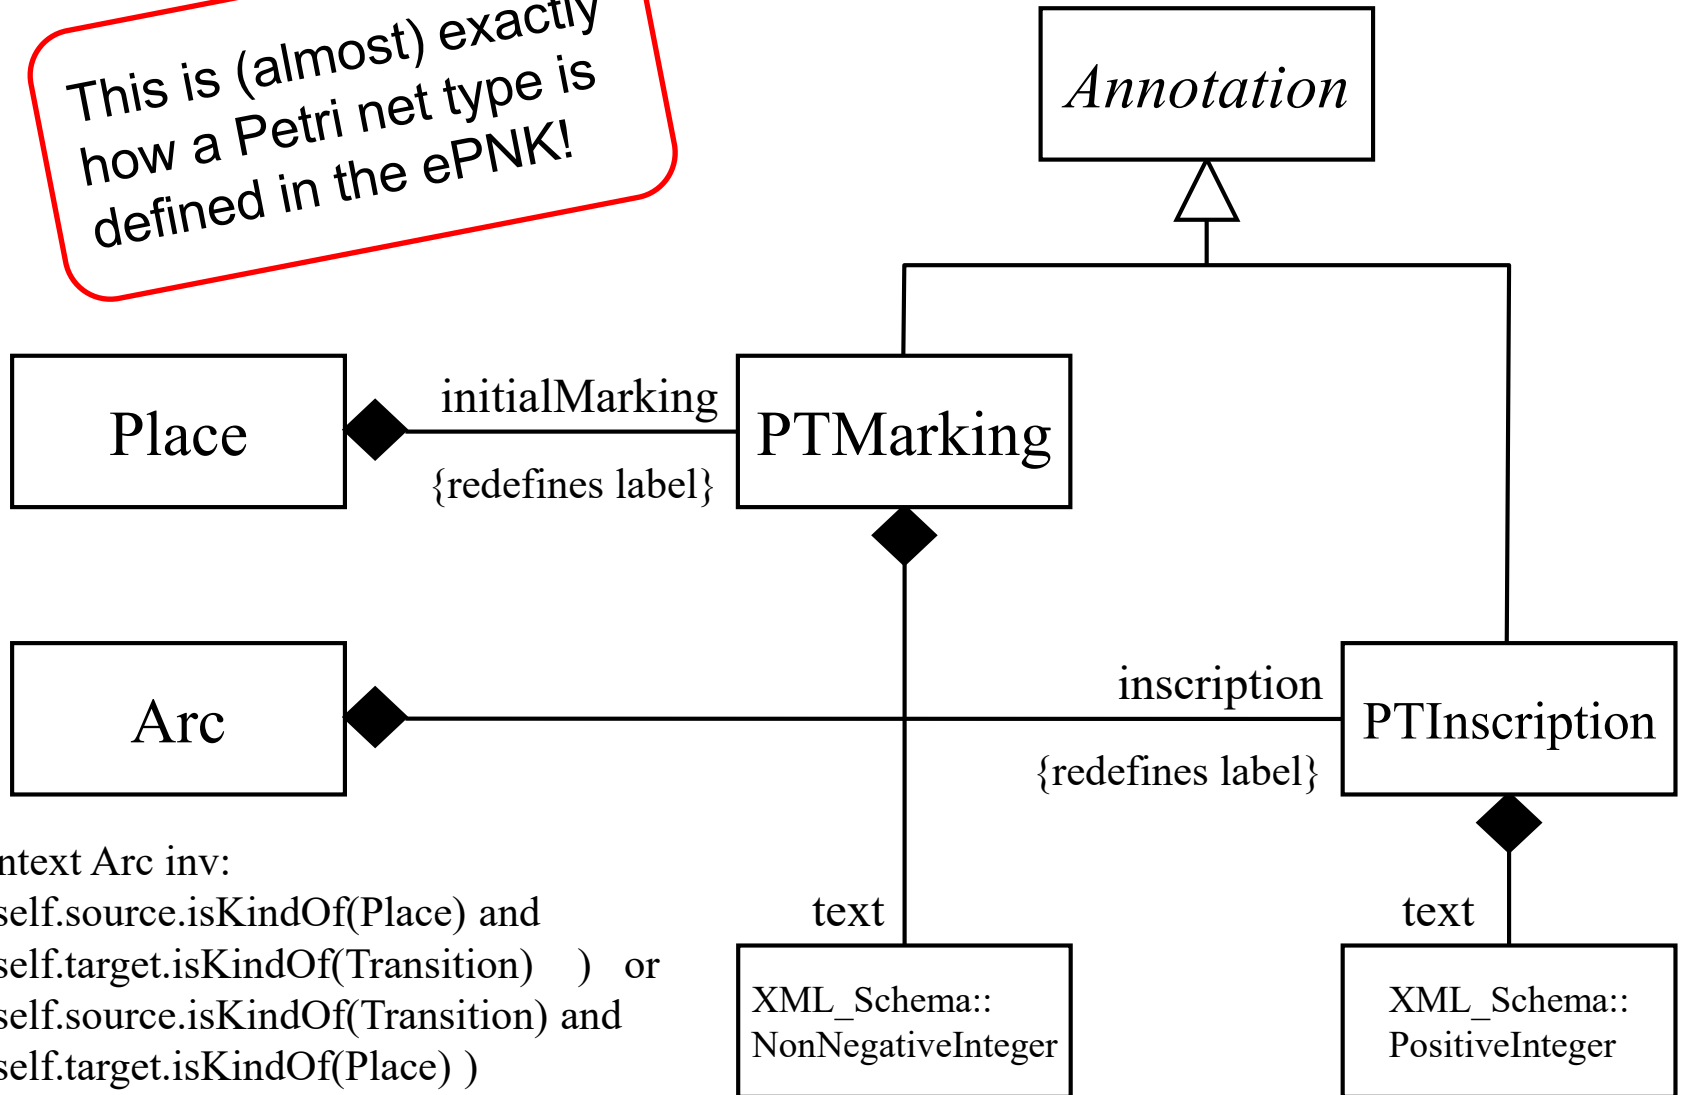 This is (almost) exactly
how a Petri net type is
defined in the ePNK!
Annotation
Place
initialMarking
{redefines label}
PTMarking
Arc
inscription
{redefines label}
PTInscription
ntext Arc inv:
self.source.isKindOf(Place) and
self.target.isKindOf(Transition) ) or
self.source.isKindOf(Transition) and
self.target.isKindOf(Place) )
text
XML_Schema::
NonNegativeInteger
text
XML_Schema::
PositiveInteger